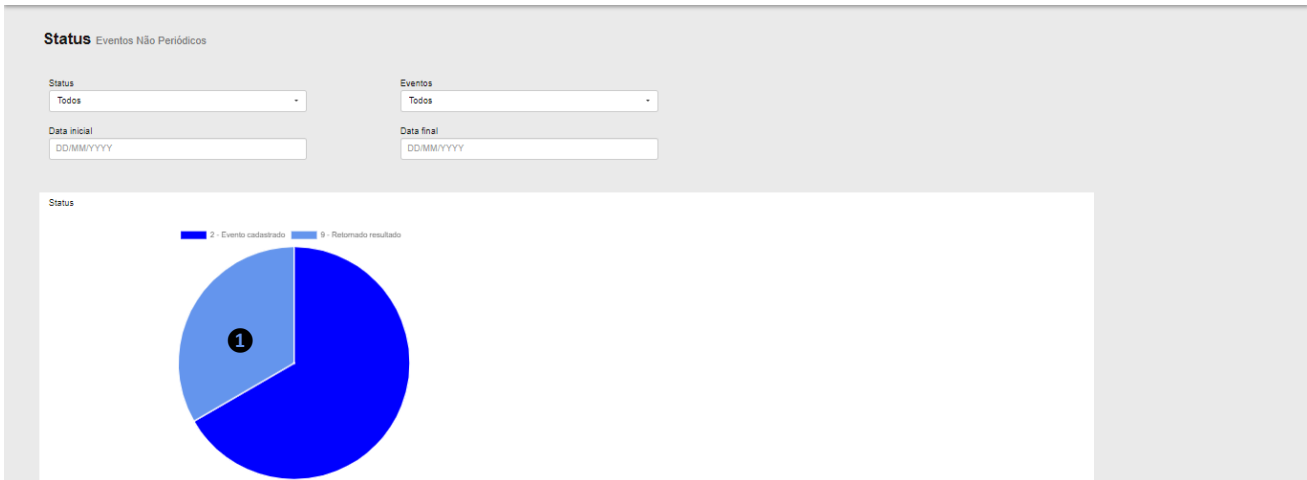 Status Eventos Não Periódicos
Status
Eventos
Todos
Todos
Data inicial
Data final
DD/MM/YYYY
DD/MM/YYYY
Status
2 - Evento cadastrado
9 - Retornado resultado
1